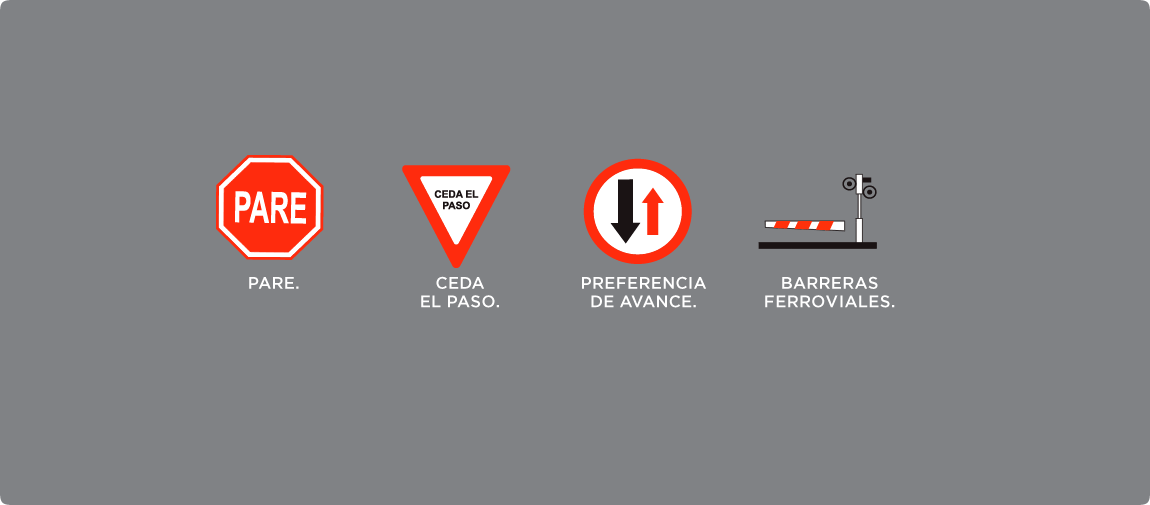 PARE
CEDA EL
PASO
PARE.
CEDA
EL PASO.
PREFERENCIA
DE AVANCE.
BARRERAS
FERROVIALES.